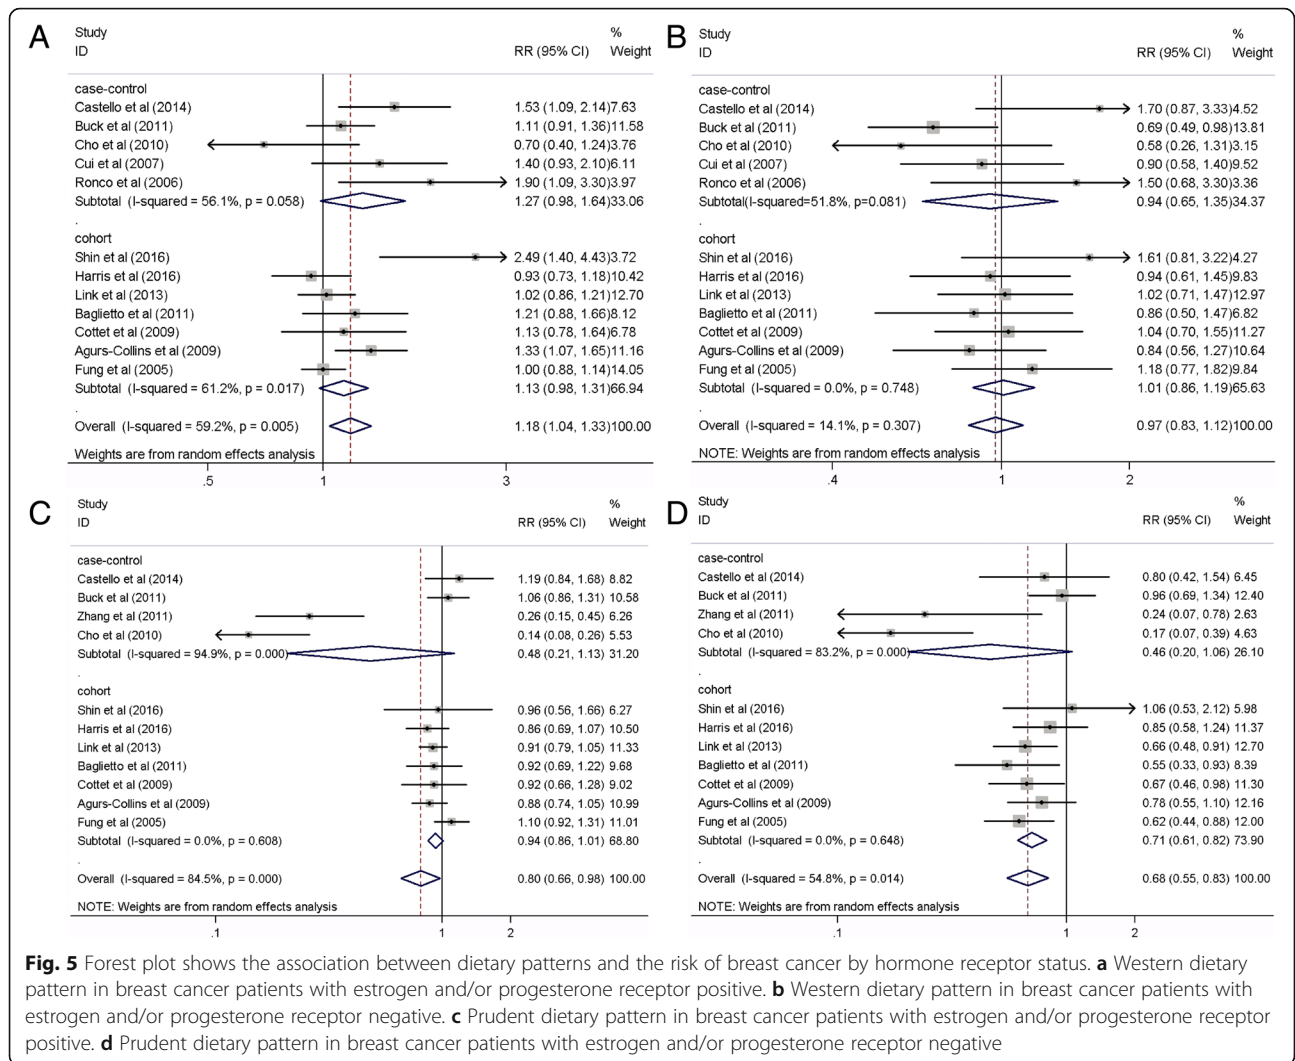 A
Study %
ID RR (95% CI) Weight
case-control
Castello et al (2014) 1.53 (1.09, 2.14)7.63
Buck et al (2011) 1.11 (0.91, 1.36)11.58
Cho et al (2010) 0.70 (0.40, 1.24)3.76
Cui et al (2007) 1.40 (0.93, 2.10)6.11
Ronco et al (2006) 1.90 (1.09, 3.30)3.97
Subtotal (I-squared = 56.1%, p = 0.058) 1.27 (0.98, 1.64)33.06
.
cohort
Shin et al (2016) 2.49 (1.40, 4.43)3.72
Harris et al (2016) 0.93 (0.73, 1.18)10.42
Link et al (2013) 1.02 (0.86, 1.21)12.70
Baglietto et al (2011) 1.21 (0.88, 1.66)8.12
Cottet et al (2009) 1.13 (0.78, 1.64)6.78
Agurs-Collins et al (2009) 1.33 (1.07, 1.65)11.16
Fung et al (2005) 1.00 (0.88, 1.14)14.05
Subtotal (I-squared = 61.2%, p = 0.017) 1.13 (0.98, 1.31)66.94
.
Overall (I-squared = 59.2%, p = 0.005) 1.18 (1.04, 1.33)100.00
Weights are from random effects analysis
.5 1 3
B
Study %
ID RR (95% CI) Weight
case-control
Castello et al (2014) 1.70 (0.87, 3.33)4.52
Buck et al (2011) 0.69 (0.49, 0.98)13.81
Cho et al (2010) 0.58 (0.26, 1.31)3.15
Cui et al (2007) 0.90 (0.58, 1.40)9.52
Ronco et al (2006) 1.50 (0.68, 3.30)3.36
Subtotal(I-squared=51.8%, p=0.081) 0.94 (0.65, 1.35)34.37
.
cohort
Shin et al (2016) 1.61 (0.81, 3.22)4.27
Harris et al (2016) 0.94 (0.61, 1.45)9.83
Link et al (2013) 1.02 (0.71, 1.47)12.97
Baglietto et al (2011) 0.86 (0.50, 1.47)6.82
Cottet et al (2009) 1.04 (0.70, 1.55)11.27
Agurs-Collins et al (2009) 0.84 (0.56, 1.27)10.64
Fung et al (2005) 1.18 (0.77, 1.82)9.84
Subtotal (I-squared = 0.0%, p = 0.748) 1.01 (0.86, 1.19)65.63
.
Overall (I-squared = 14.1%, p = 0.307) 0.97 (0.83, 1.12)100.00
NOTE: Weights are from random effects analysis
.4 1 2
C
Study %
ID RR (95% CI) Weight
case-control
Castello et al (2014) 1.19 (0.84, 1.68) 8.82
Buck et al (2011) 1.06 (0.86, 1.31) 10.58
Zhang et al (2011) 0.26 (0.15, 0.45) 6.26
Cho et al (2010) 0.14 (0.08, 0.26) 5.53
Subtotal (I-squared = 94.9%, p = 0.000) 0.48 (0.21, 1.13) 31.20
.
cohort
Shin et al (2016) 0.96 (0.56, 1.66) 6.27
Harris et al (2016) 0.86 (0.69, 1.07) 10.50
Link et al (2013) 0.91 (0.79, 1.05) 11.33
Baglietto et al (2011) 0.92 (0.69, 1.22) 9.68
Cottet et al (2009) 0.92 (0.66, 1.28) 9.02
Agurs-Collins et al (2009) 0.88 (0.74, 1.05) 10.99
Fung et al (2005) 1.10 (0.92, 1.31) 11.01
Subtotal (I-squared = 0.0%, p = 0.608) 0.94 (0.86, 1.01) 68.80
.
Overall (I-squared = 84.5%, p = 0.000) 0.80 (0.66, 0.98) 100.00
NOTE: Weights are from random effects analysis
.1 1 2
D
Study %
ID RR (95% CI) Weight
case-control
Castello et al (2014) 0.80 (0.42, 1.54) 6.45
Buck et al (2011) 0.96 (0.69, 1.34) 12.40
Zhang et al (2011) 0.24 (0.07, 0.78) 2.63
Cho et al (2010) 0.17 (0.07, 0.39) 4.63
Subtotal (I-squared = 83.2%, p = 0.000) 0.46 (0.20, 1.06) 26.10
.
cohort
Shin et al (2016) 1.06 (0.53, 2.12) 5.98
Harris et al (2016) 0.85 (0.58, 1.24) 11.37
Link et al (2013) 0.66 (0.48, 0.91) 12.70
Baglietto et al (2011) 0.55 (0.33, 0.93) 8.39
Cottet et al (2009) 0.67 (0.46, 0.98) 11.30
Agurs-Collins et al (2009) 0.78 (0.55, 1.10) 12.16
Fung et al (2005) 0.62 (0.44, 0.88) 12.00
Subtotal (I-squared = 0.0%, p = 0.648) 0.71 (0.61, 0.82) 73.90
.
Overall (I-squared = 54.8%, p = 0.014) 0.68 (0.55, 0.83) 100.00
NOTE: Weights are from random effects analysis
.1 1 2
Fig. 5 Forest plot shows the association between dietary patterns and the risk of breast cancer by hormone receptor status. a Western dietary
pattern in breast cancer patients with estrogen and/or progesterone receptor positive. b Western dietary pattern in breast cancer patients with
estrogen and/or progesterone receptor negative. c Prudent dietary pattern in breast cancer patients with estrogen and/or progesterone receptor
positive. d Prudent dietary pattern in breast cancer patients with estrogen and/or progesterone receptor negative